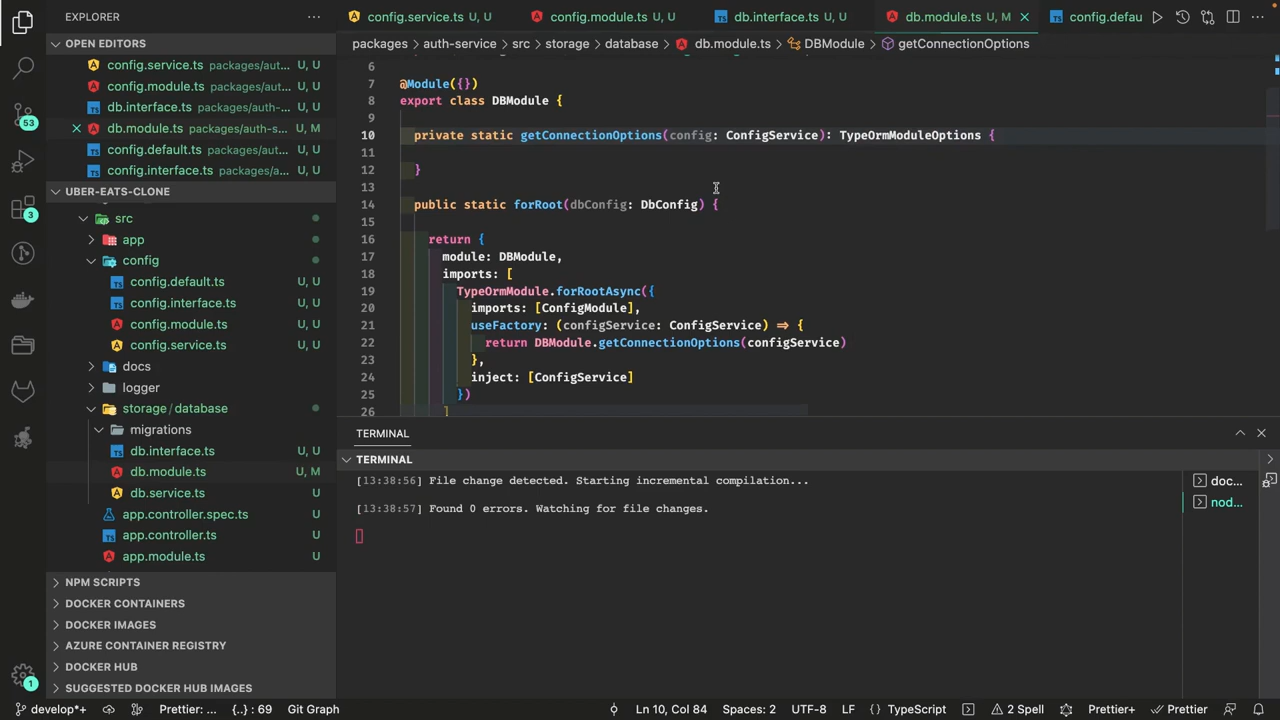 EXPLORER
OPEN EDITORS
config.service.ts packages/aut... U, U
config.module.ts packages/au... U, U
db.interface.ts packages/aut... U, U
db.module.ts packages/auth-s... U, M
config.default.ts packages/au... U, U
config.interface.ts packages/... U, U
UBER-EATS-CLONE
src
app
config
config.default.ts U, U
config.interface.ts U, U
config.module.ts U, U
config.service.ts U, U
docs
logger
storage/database
migrations
db.interface.ts U, U
db.module.ts U, M
db.service.ts U
app.controller.spec.ts U
app.controller.ts U
app.module.ts U
NPM SCRIPTS
DOCKER CONTAINERS
DOCKER IMAGES
AZURE CONTAINER REGISTRY
DOCKER HUB
SUGGESTED DOCKER HUB IMAGES
53
3
1
config.service.ts U, U config.module.ts U, U db.interface.ts U, U db.module.ts U, M config.defau
packages > auth-service > src > storage > database > db.module.ts > DBModule > getConnectionOptions
6
7 @Module({})
8 export class DBModule {
9
10 private static getConnectionOptions(config: ConfigService): TypeOrmModuleOptions {
11
12 }
13
14 public static forRoot(dbConfig: DbConfig) {
15
16 return {
17 module: DBModule,
18 imports: [
19 TypeOrmModule.forRootAsync({
20 imports: [ConfigModule],
21 useFactory: (configService: ConfigService) => {
22 return DBModule.getConnectionOptions(configService)
23 },
24 inject: [ConfigService]
25 })
26 ]
TERMINAL
TERMINAL
[13:38:56] File change detected. Starting incremental compilation...
[13:38:57] Found 0 errors. Watching for file changes.
doc...
nod...
develop*+ Prettier: ... {..} : 69 Git Graph Ln 10, Col 84 Spaces: 2 UTF-8 LF TypeScript 2 Spell Prettier+ Prettier